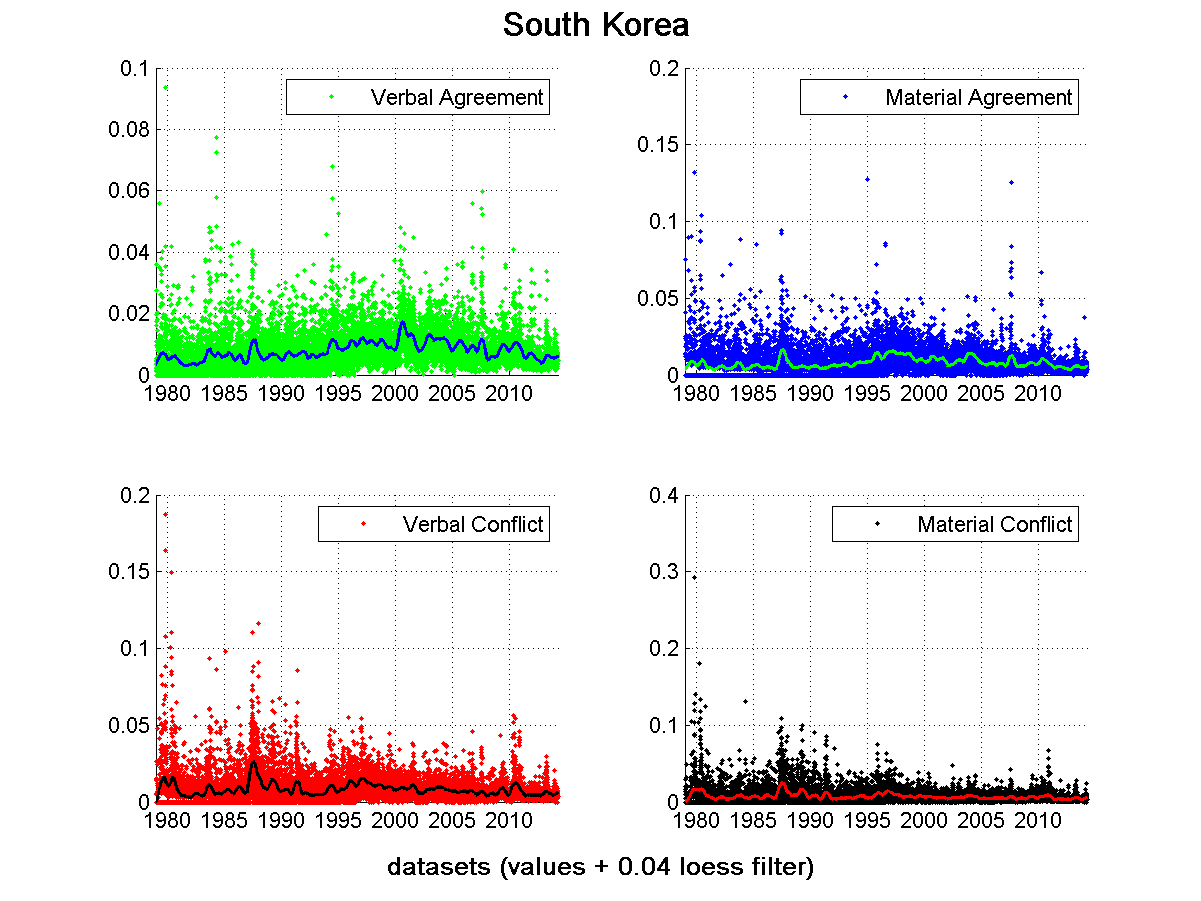 South Korea
0.1
0.08
0.06
0.04
0.02
0
1980 1985 1990 1995 2000 2005 2010
Verbal Agreement
0.2
0.15
0.1
0.05
0
1980 1985 1990 1995 2000 2005 2010
Material Agreement
0.2
0.15
0.1
0.05
0
1980 1985 1990 1995 2000 2005 2010
Verbal Conflict
0.4
0.3
0.2
0.1
0
1980 1985 1990 1995 2000 2005 2010
Material Conflict
datasets (values + 0.04 loess filter)